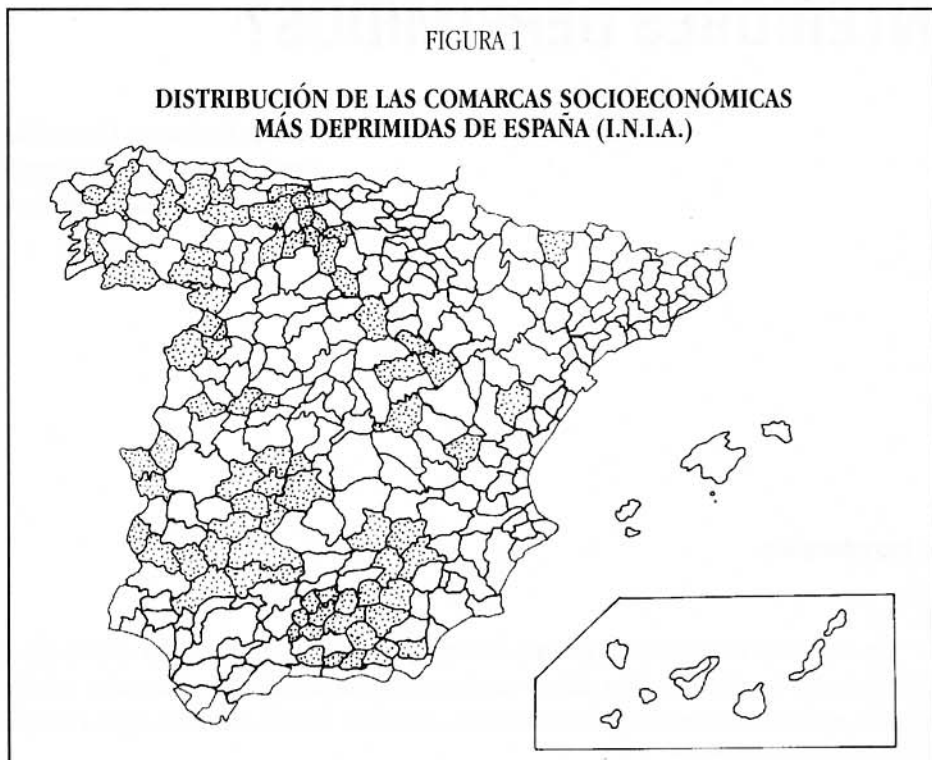 FIGURA 1
DISTRIBUCIÓN DE LAS COMARCAS SOCIOECONÓMICAS
MÁS DEPRIMIDAS DE ESPAÑA (I.N.I.A.)